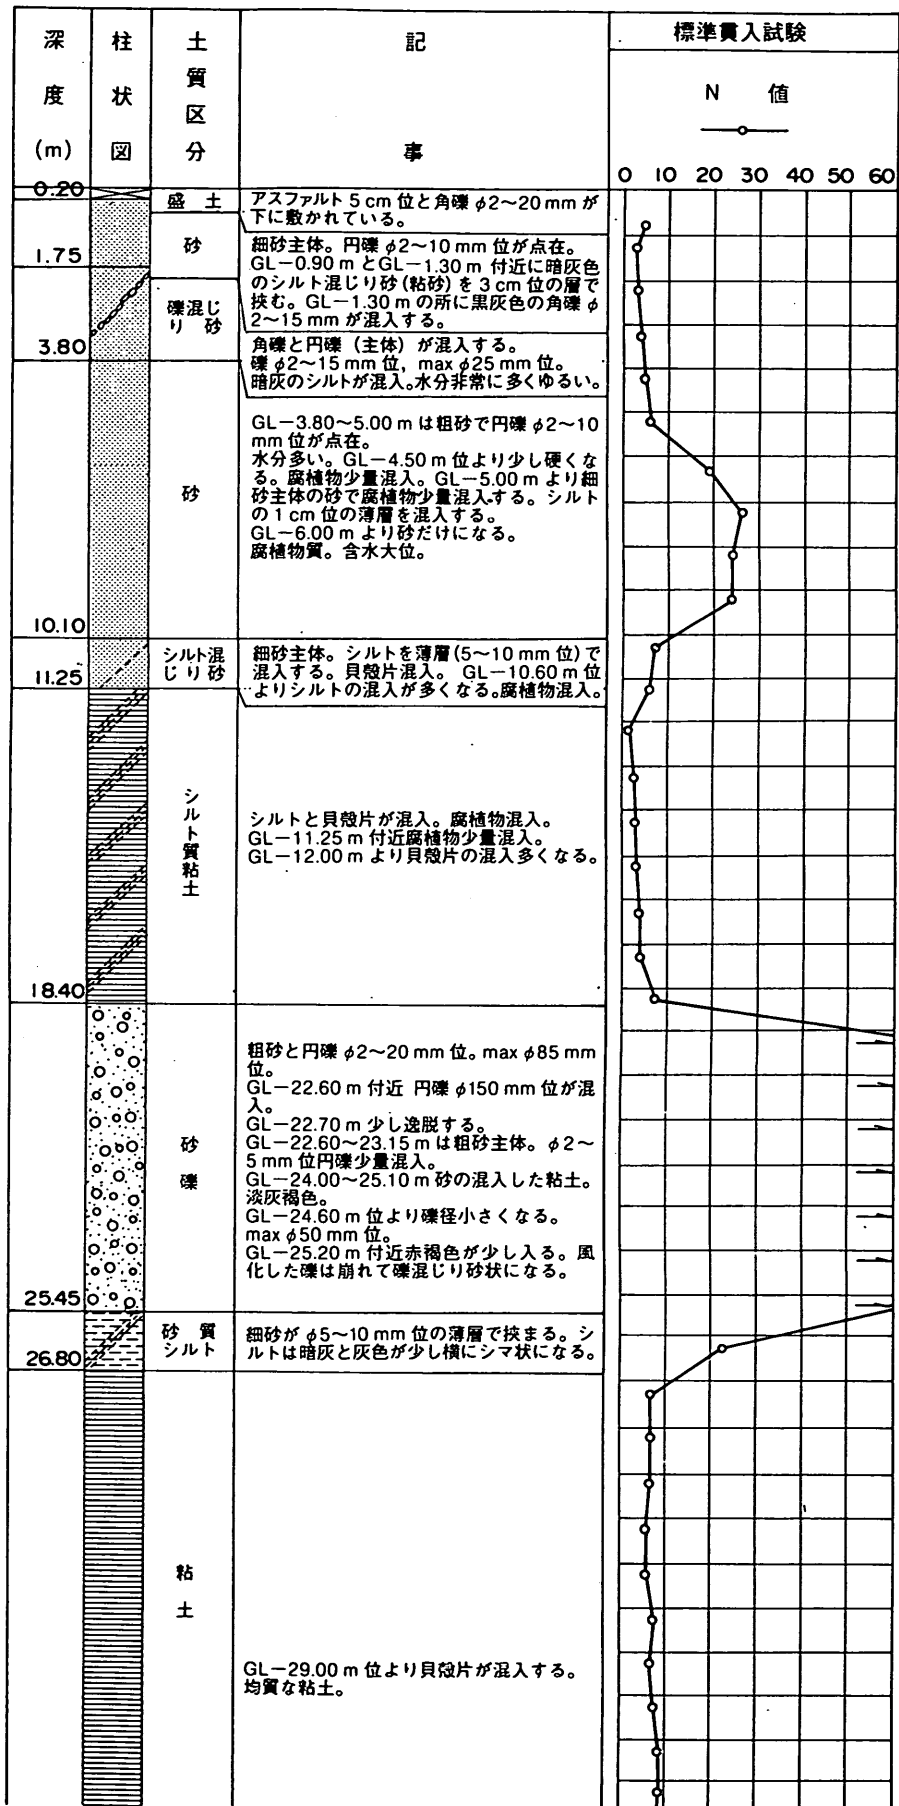 深度(m)
柱状図
土質区分
記事
標準貫入試験
N 値
0 10 20 30 40 50 60
0.20
盛土
アスファルト 5 cm 位と角礫 φ2〜20 mm が
下に敷かれている。
1.75
砂
細砂主体。円礫 φ2〜10 mm 位が点在。
GL−0.90 m とGL−1.30 m 付近に暗灰色
のシルト混じり砂(粘砂)を 3 cm 位の層で
挟む。GL−1.30 m の所に黒灰色の角礫 φ
2〜15 mm が混入する。
3.80
礫混じ
り 砂
角礫と円礫(主体)が混入する。
礫 φ2〜15 mm 位, max φ25 mm 位。
暗灰のシルトが混入。水分非常に多くゆるい。
10.10
砂
GL−3.80〜5.00 m は粗砂で円礫 φ2〜10
mm 位が点在。
水分多い。GL−4.50 m 位より少し硬くな
る。腐植物少量混入。GL−5.00 m より細
砂主体の砂で腐植物少量混入する。シルト
の 1 cm 位の薄層を混入する。
GL−6.00 m より砂だけになる。
腐植物質。含水大位。
11.25
シルト混
じり砂
細砂主体。シルトを薄層(5〜10 mm 位)で
混入する。貝殻片混入。 GL−10.60 m 位
よりシルトの混入が多くなる。腐植物混入。
18.40
シルト質粘土
シルトと貝殻片が混入。腐植物混入。
GL−11.25 m 付近腐植物少量混入。
GL−12.00 m より貝殻片の混入多くなる。
25.45
砂礫
粗砂と円礫 φ2〜20 mm 位。max φ85 mm
位。
GL−22.60 m 付近 円礫 φ150 mm 位が混
入。
GL−22.70 m 少し逸脱する。
GL−22.60〜23.15 m は粗砂主体。φ2〜
5 mm 位円礫少量混入。
GL−24.00〜25.10 m 砂の混入した粘土。
淡灰褐色。
GL−24.60 m 位より礫径小さくなる。
max φ50 mm 位。
GL−25.20 m 付近赤褐色が少し入る。風
化した礫は崩れて礫混じり砂状になる。
26.80
砂 質
シルト
細砂が φ5〜10 mm 位の薄層で挟まる。シ
ルトは暗灰と灰色が少し横にシマ状になる。
粘土
GL−29.00 m 位より貝殻片が混入する。
均質な粘土。